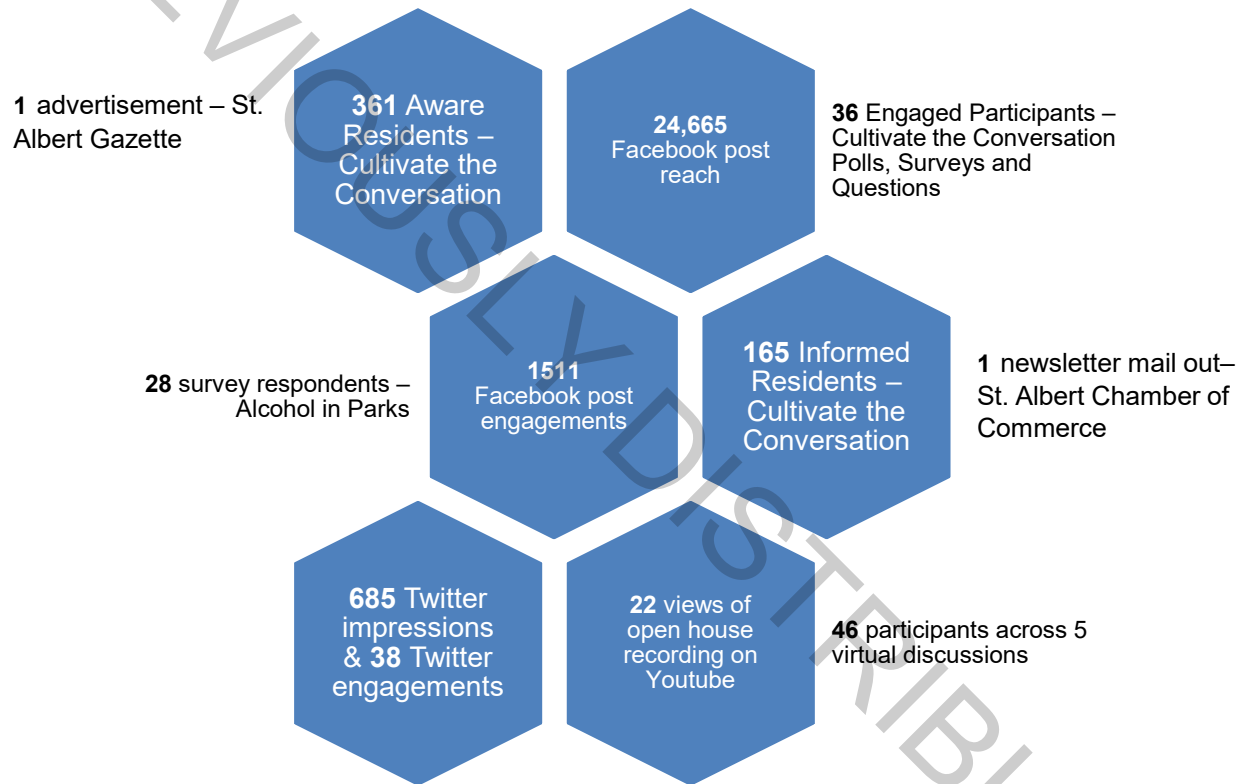 1 advertisement – St.
Albert Gazette
361 Aware
Residents –
Cultivate the
Conversation
24,665
Facebook post
reach
36 Engaged Participants –
Cultivate the Conversation
Polls, Surveys and
Questions
28 survey respondents –
Alcohol in Parks
1511
Facebook post
engagements
165 Informed
Residents –
Cultivate the
Conversation
1 newsletter mail out–
St. Albert Chamber of
Commerce
685 Twitter
impressions
& 38 Twitter
engagements
22 views of
open house
recording on
Youtube
46 participants across 5
virtual discussions
VIOUSLY DISTRIB